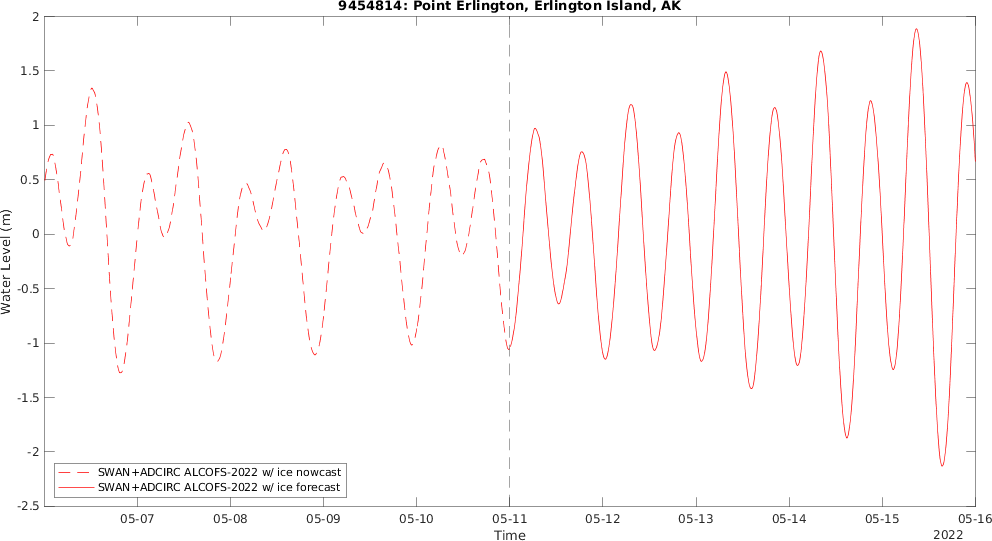 9454814: Point Erlington, Erlington Island, AK
Water Level (m)
2
1.5
1
0.5
0
-0.5
-1
-1.5
-2
-2.5
SWAN+ADCIRC ALCOFS-2022 w/ ice nowcast
SWAN+ADCIRC ALCOFS-2022 w/ ice forecast
05-07 05-08 05-09 05-10 05-11 05-12 05-13 05-14 05-15 05-16
Time
2022